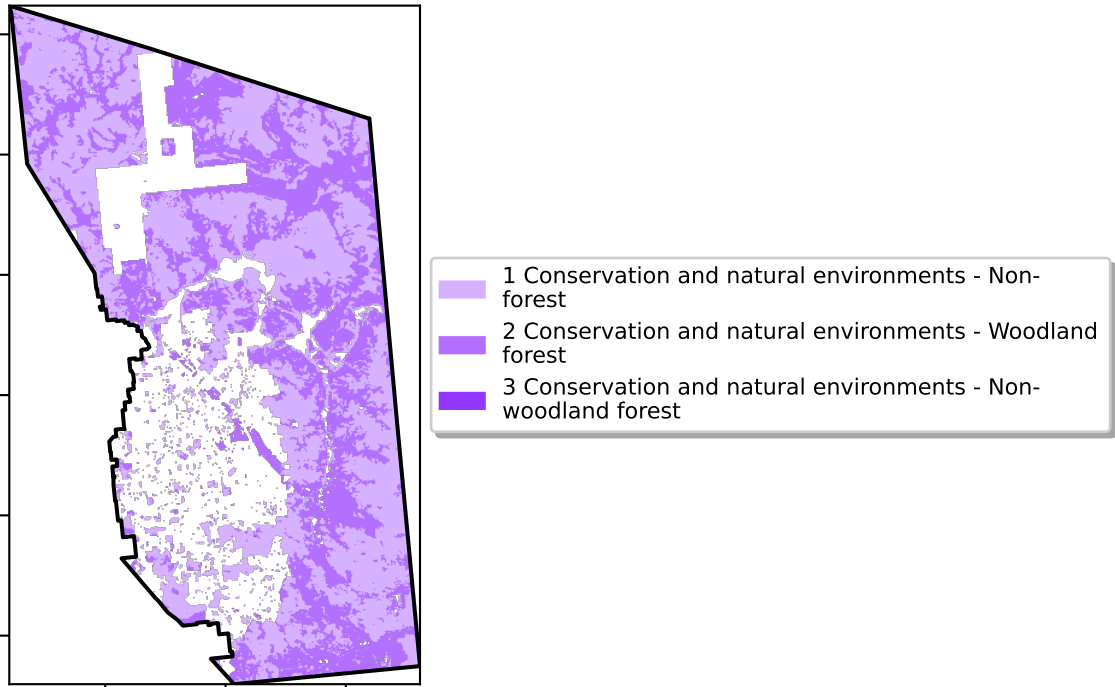 1 Conservation and natural environments - Non-
forest
2 Conservation and natural environments - Woodland
forest
3 Conservation and natural environments - Non-
woodland forest